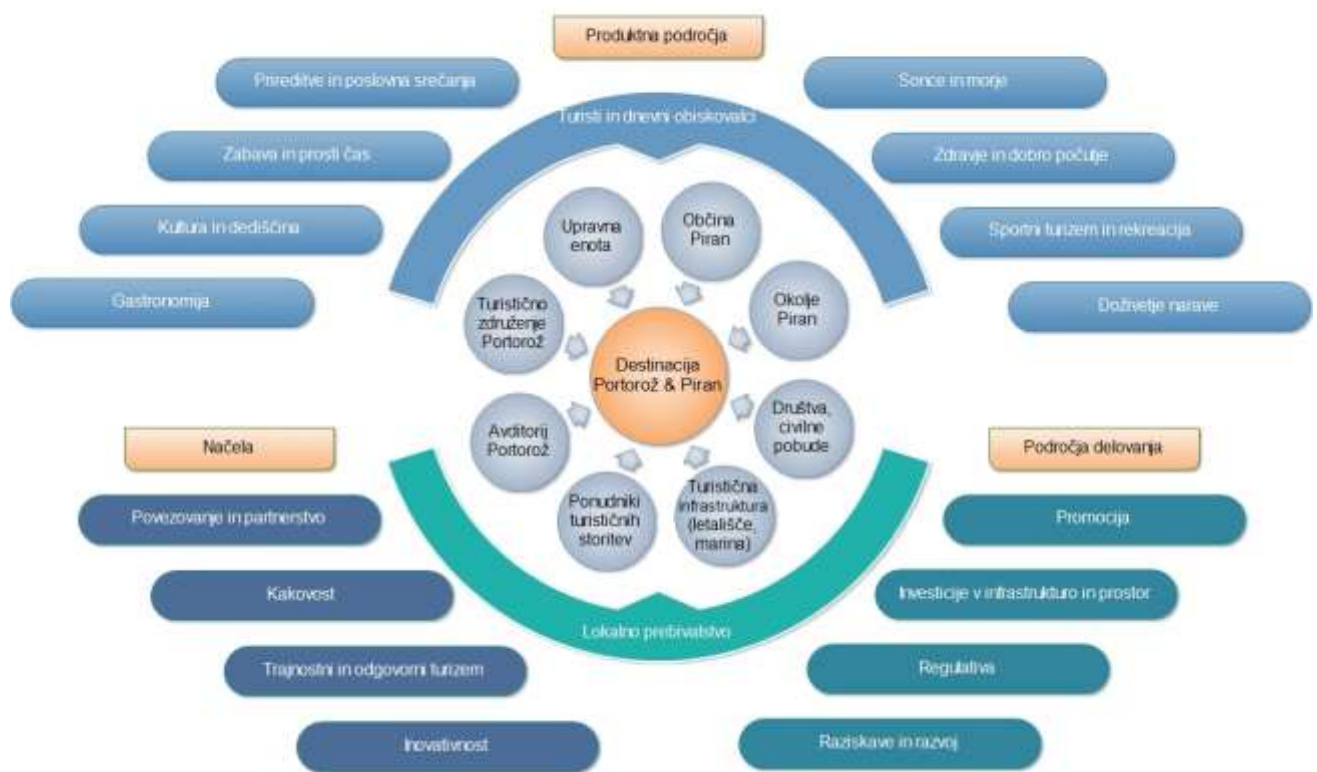 Produktna področja
Prireditve in poslovna srečanja
Sonce in morje
Turisti in dnevni obiskovalci
Zabava in prosti čas
Zdravje in dobro počutje
Kultura in dediščina
Športni turizem in rekreacija
Gastronomija
Doživetje narave
Upravna
enota
Občina
Piran
Turistično
združenje
Portorož
Okolje
Piran
Destinacija
Portorož & Piran
Avditorij
Portorož
Društva,
civilne
pobude
Ponudniki
turističnih
storitev
Turistična
infrastruktura
(letališče,
marina)
Načela
Področja delovanja
Povezovanje in partnerstvo
Promocija
Kakovost
Investicije v infrastrukturo in prostor
Lokalno prebivalstvo
Trajnostni in odgovorni turizem
Regulativa
Inovativnost
Raziskave in razvoj